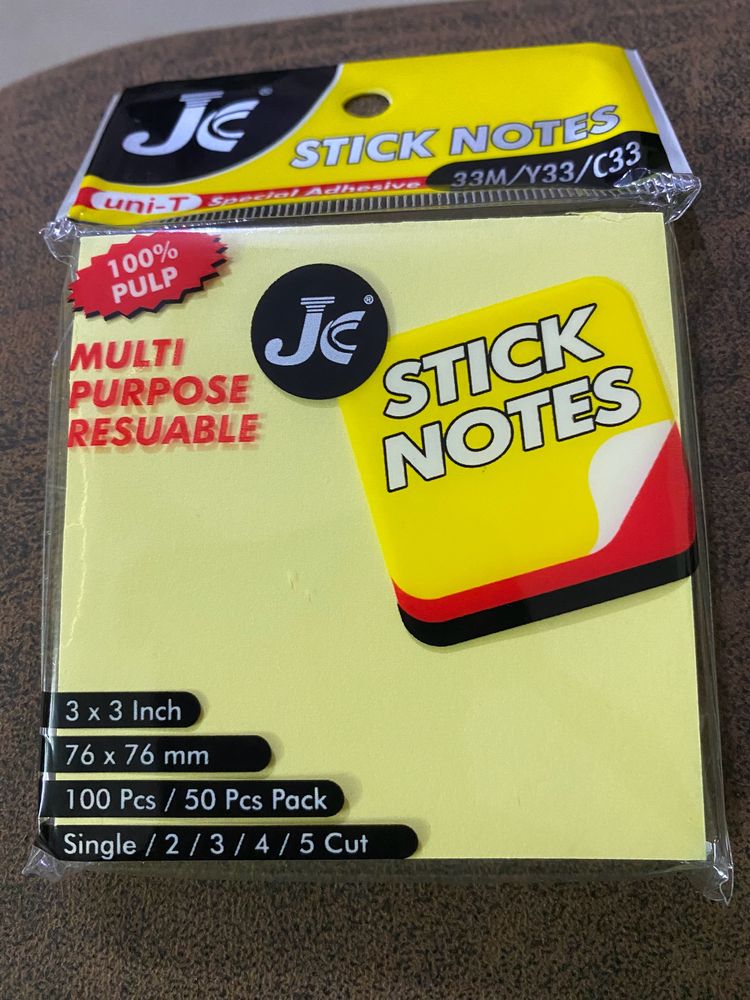 JC
STICK NOTES
33M/Y33/C33
uni-T Special Adhesive
100%
PULP
JC®
STICK
NOTES
MULTI
PURPOSE
RESUABLE
3 x 3 Inch
76 x 76 mm
100 Pcs / 50 Pcs Pack
Single / 2 / 3 / 4 / 5 Cut